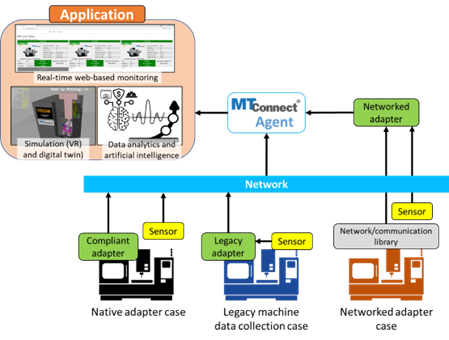 Application
Real-time web-based monitoring
Simulation (VR)
and digital twin)
Data analytics and
artificial intelligence
MTConnect®
Agent
Networked
adapter
Network
Sensor
Network/communication
library
Compliant
adapter
Sensor
Legacy
adapter
Sensor
Native adapter case
Legacy machine
data collection case
Networked adapter
case